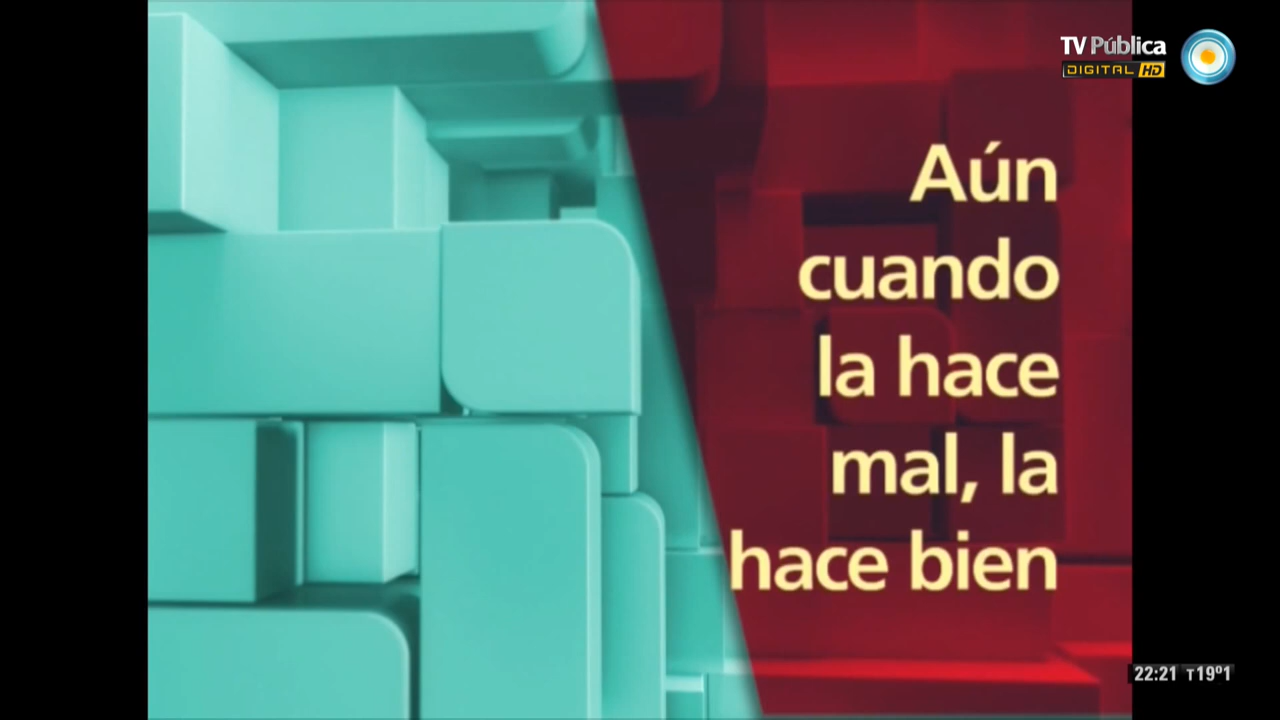 TV Pública
DIGITAL HD
Aún
cuando
la hace
mal, la
hace bien
22:21 T19º1